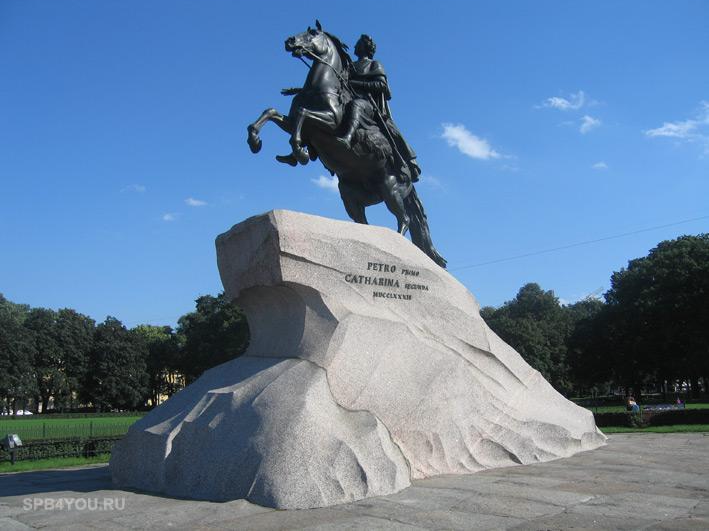 PETRO PRIMO
CATHARINA SECUNDA
MDCCLXXXII
SPB4YOU.RU